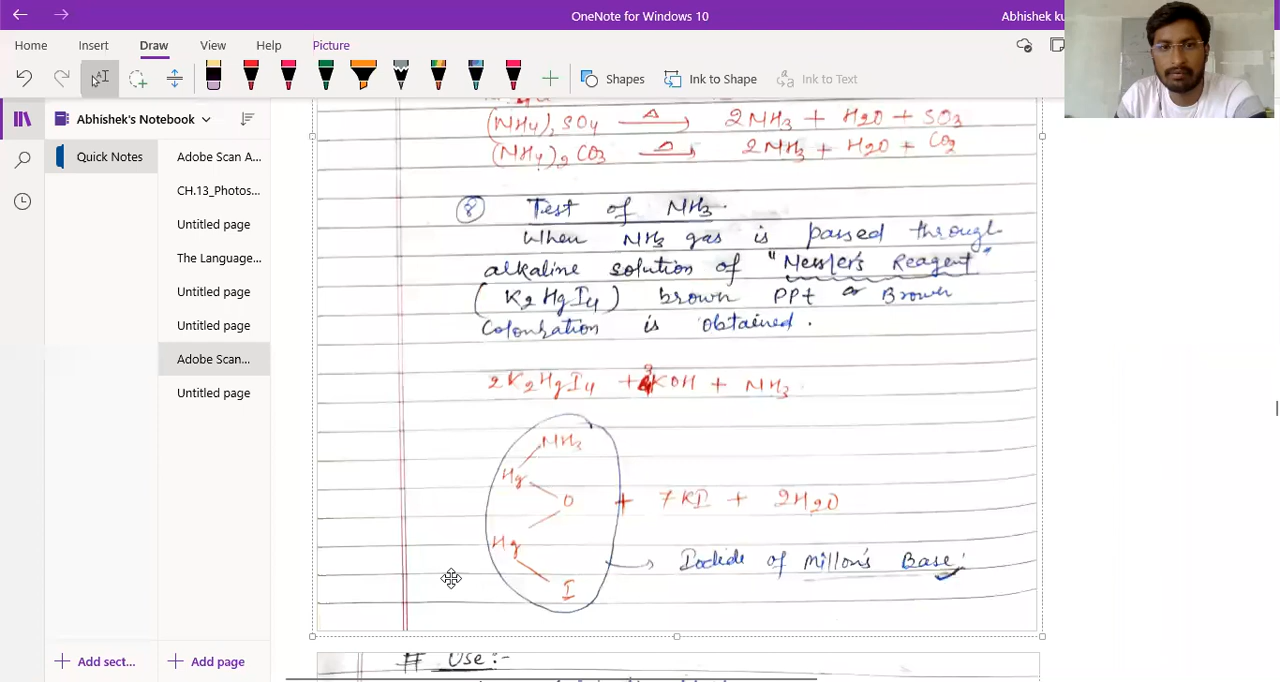 OneNote for Windows 10
Abhishek ku
Home Insert Draw View Help Picture
Shapes Ink to Shape Ink to Text
Abhishek's Notebook
Quick Notes
Adobe Scan A...
CH.13_Photos...
Untitled page
The Language...
Untitled page
Untitled page
Adobe Scan...
Untitled page
Add sect... Add page
(NH4)2SO4 —Δ→ 2NH3 + H2O + SO3
(NH4)2CO3 —Δ→ 2NH3 + H2O + CO2
⑧ Test of NH3.
When NH3 gas is passed through
alkaline solution of "Nessler's Reagent"
(K2HgI4) brown PPt or Brown
Colouration is obtained.
2K2HgI4 + 3KOH + NH3
NH3
Hg
O + 7KI + 2H2O
Hg
I
→ Iodide of Millon's Base.
# Use:-